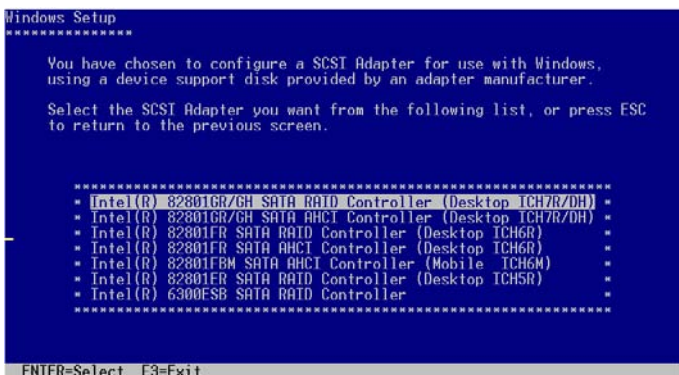 Windows Setup
***************
You have chosen to configure a SCSI Adapter for use with Windows,
using a device support disk provided by an adapter manufacturer.
Select the SCSI Adapter you want from the following list, or press ESC
to return to the previous screen.
Intel(R) 82801GR/GH SATA RAID Controller (Desktop ICH7R/DH)
Intel(R) 82801GR/GH SATA AHCI Controller (Desktop ICH7R/DH)
Intel(R) 82801FR SATA RAID Controller (Desktop ICH6R)
Intel(R) 82801FR SATA AHCI Controller (Desktop ICH6R)
Intel(R) 82801FBM SATA AHCI Controller (Mobile ICH6M)
Intel(R) 82801ER SATA RAID Controller (Desktop ICH5R)
Intel(R) 6300ESB SATA RAID Controller
ENTER=Select F3=Exit